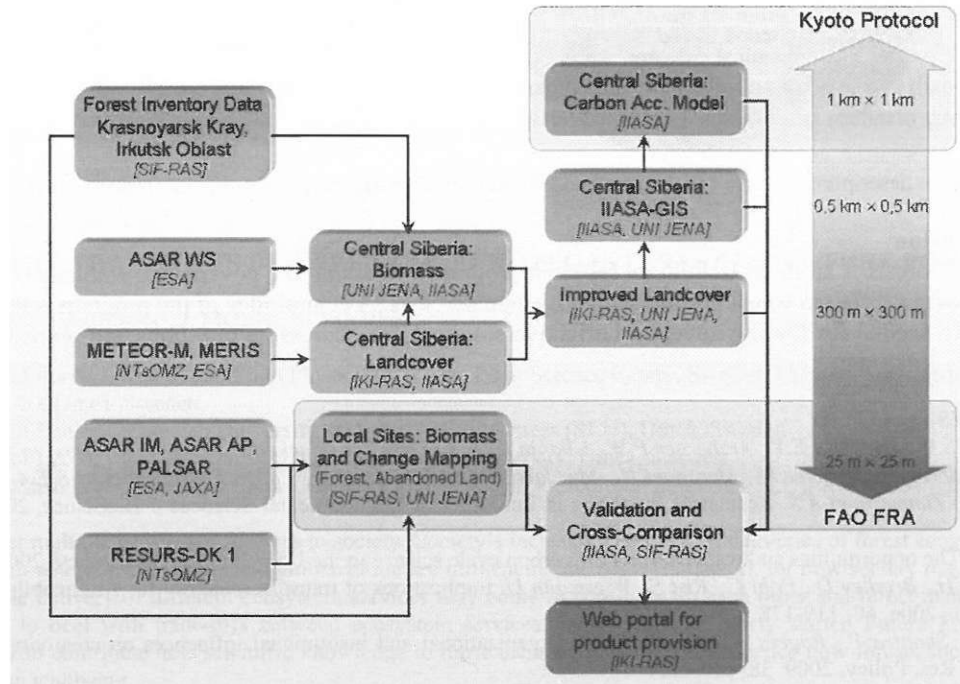 Kyoto Protocol
Central Siberia:
Carbon Acc. Model
[IIASA]
1 km × 1 km
Forest Inventory Data
Krasnoyarsk Kray,
Irkutsk Oblast
[SIF-RAS]
Central Siberia:
IIASA-GIS
[IIASA, UNI JENA]
0,5 km × 0,5 km
ASAR WS
[ESA]
Central Siberia:
Biomass
[UNI JENA, IIASA]
Improved Landcover
[IKI-RAS, UNI JENA,
IIASA]
300 m × 300 m
METEOR-M, MERIS
[NTsOMZ, ESA]
Central Siberia:
Landcover
[IKI-RAS, IIASA]
ASAR IM, ASAR AP,
PALSAR
[ESA, JAXA]
Local Sites: Biomass
and Change Mapping
(Forest, Abandoned Land)
[SIF-RAS, UNI JENA]
25 m × 25 m
FAO FRA
Validation and
Cross-Comparison
[IIASA, SIF-RAS]
RESURS-DK 1
[NTsOMZ]
Web portal for
product provision
[IKI-RAS]